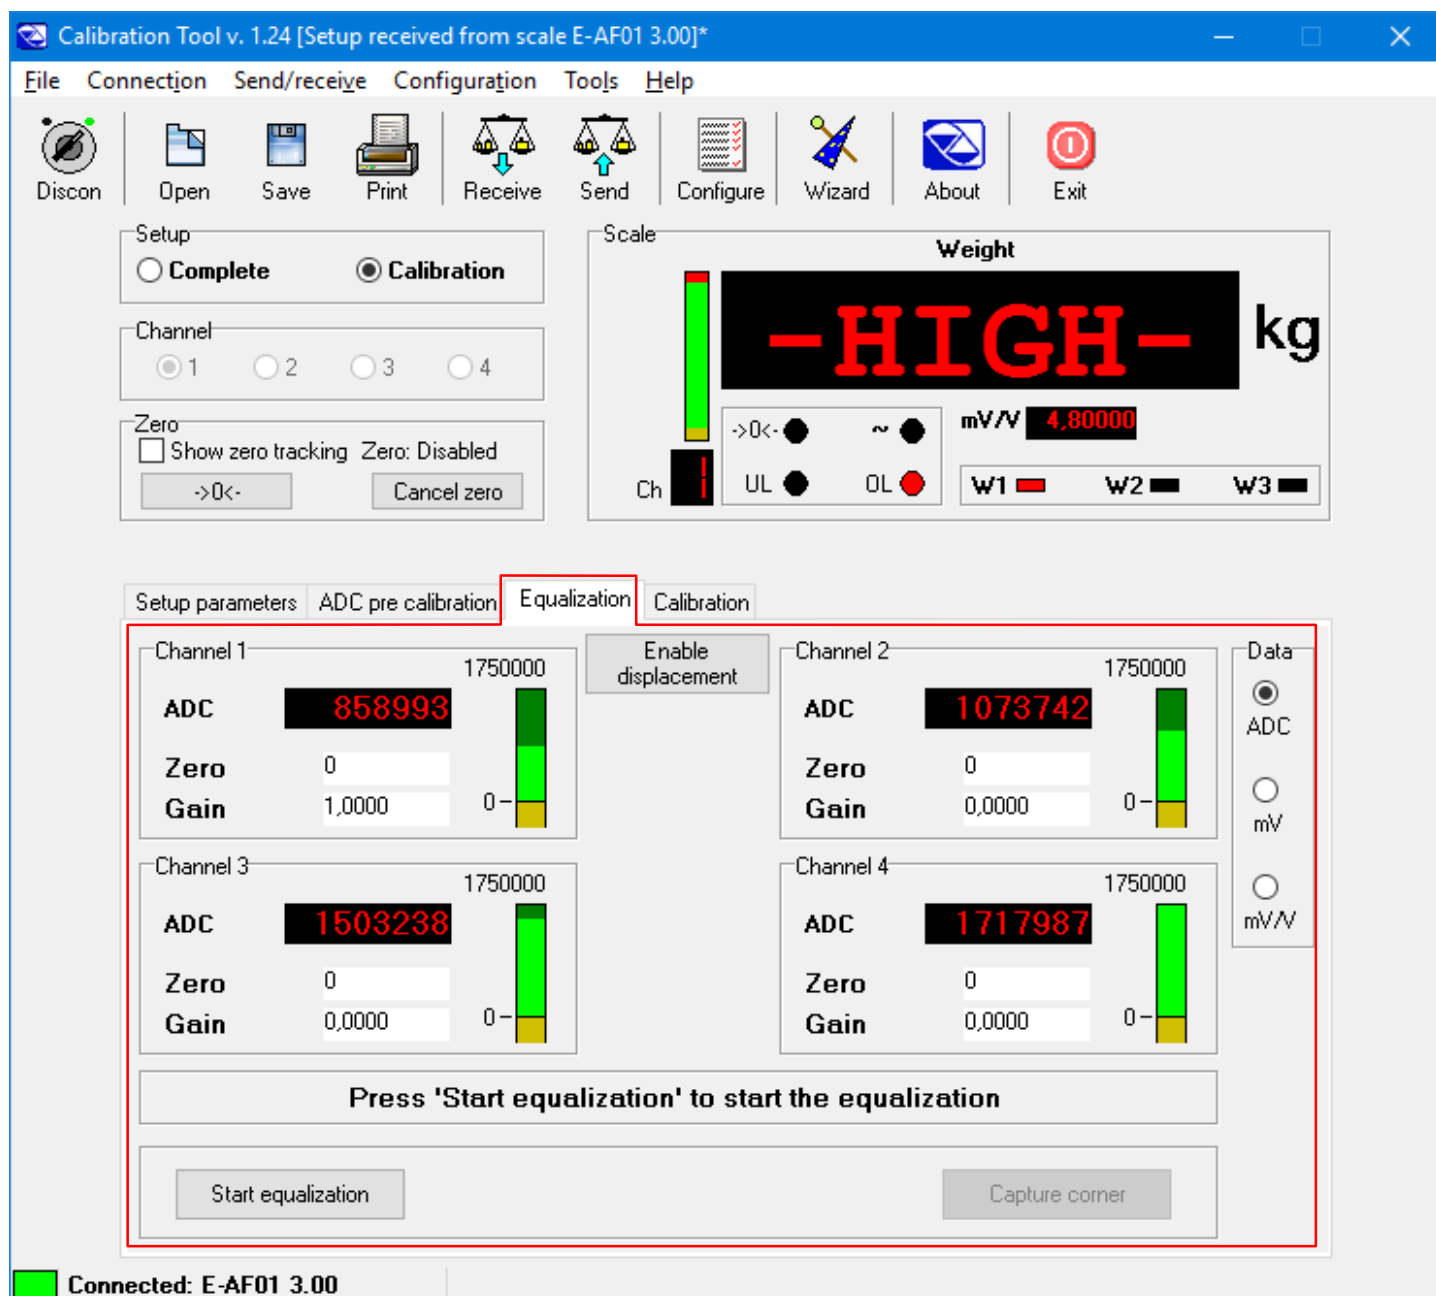 Calibration Tool v. 1.24 [Setup received from scale E-AF01 3.00]*
File Connection Send/receive Configuration Tools Help
Discon Open Save Print Receive Send Configure Wizard About Exit
Setup
Complete Calibration
Channel
1 2 3 4
Zero
Show zero tracking Zero: Disabled
->0<- Cancel zero
Scale
Weight
-HIGH- kg
->0<- ~ mV/V 4,80000
Ch 1 UL OL W1 W2 W3
Setup parameters ADC pre calibration Equalization Calibration
Channel 1
1750000
ADC 858993
Zero 0
Gain 1,0000 0
Enable
displacement
Channel 2
1750000
ADC 1073742
Zero 0
Gain 0,0000 0
Data
ADC
mV
mV/V
Channel 3
1750000
ADC 1503238
Zero 0
Gain 0,0000 0
Channel 4
1750000
ADC 1717987
Zero 0
Gain 0,0000 0
Press 'Start equalization' to start the equalization
Start equalization Capture corner
Connected: E-AF01 3.00